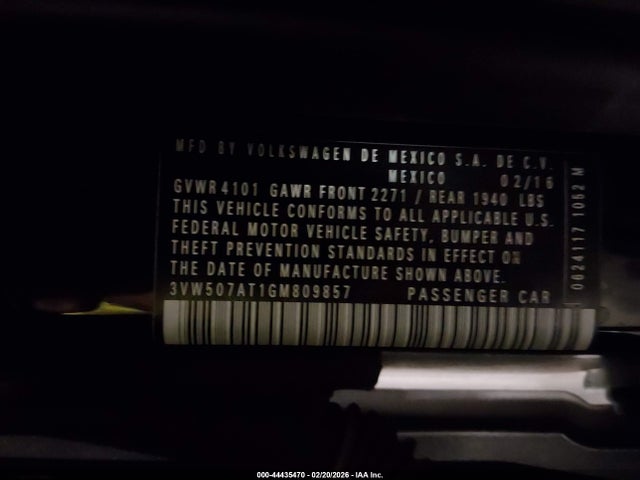 MFD BY VOLKSWAGEN DE MEXICO S.A. DE C.V.
MEXICO 02/16
GVWR 4101 GAWR FRONT 2271 / REAR 1940 LBS
THIS VEHICLE CONFORMS TO ALL APPLICABLE U.S.
FEDERAL MOTOR VEHICLE SAFETY, BUMPER AND
THEFT PREVENTION STANDARDS IN EFFECT ON
THE DATE OF MANUFACTURE SHOWN ABOVE.
3VW507AT1GM809857 PASSENGER CAR
0024117 1052 M
000-44435470 - 02/20/2026 - IAA Inc.